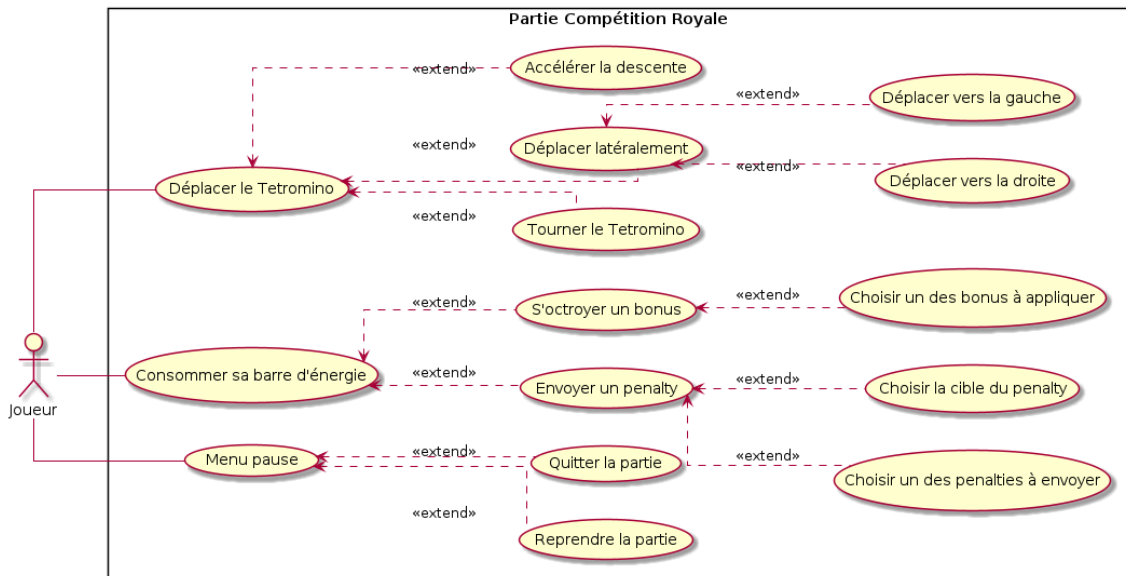 Partie Compétition Royale
Accélérer la descente
«extend»
Déplacer vers la gauche
«extend»
Déplacer latéralement
«extend»
«extend»
Déplacer vers la droite
Déplacer le Tetromino
«extend»
Tourner le Tetromino
Choisir un des bonus à appliquer
«extend»
«extend»
S'octroyer un bonus
Consommer sa barre d'énergie
«extend»
Envoyer un penalty
«extend»
Choisir la cible du penalty
Joueur
Menu pause
«extend»
Quitter la partie
«extend»
Choisir un des penalties à envoyer
«extend»
Reprendre la partie